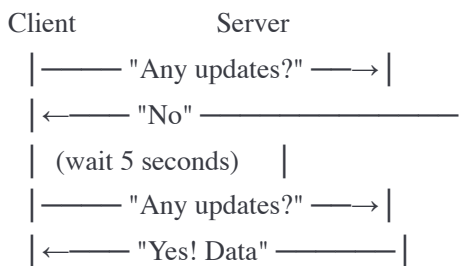 Client Server
|──── "Any updates?" ──→ |
|←─── "No" ─────────────
| (wait 5 seconds) |
|──── "Any updates?" ──→ |
|←─── "Yes! Data" ────── |